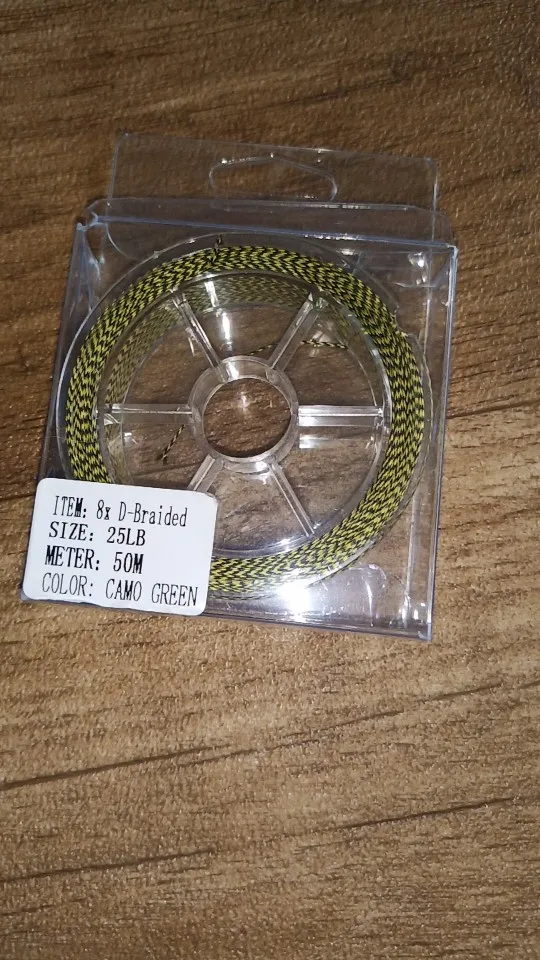 ITEM: 8x D-Braided
SIZE: 25LB
METER: 50M
COLOR: CAMO GREEN